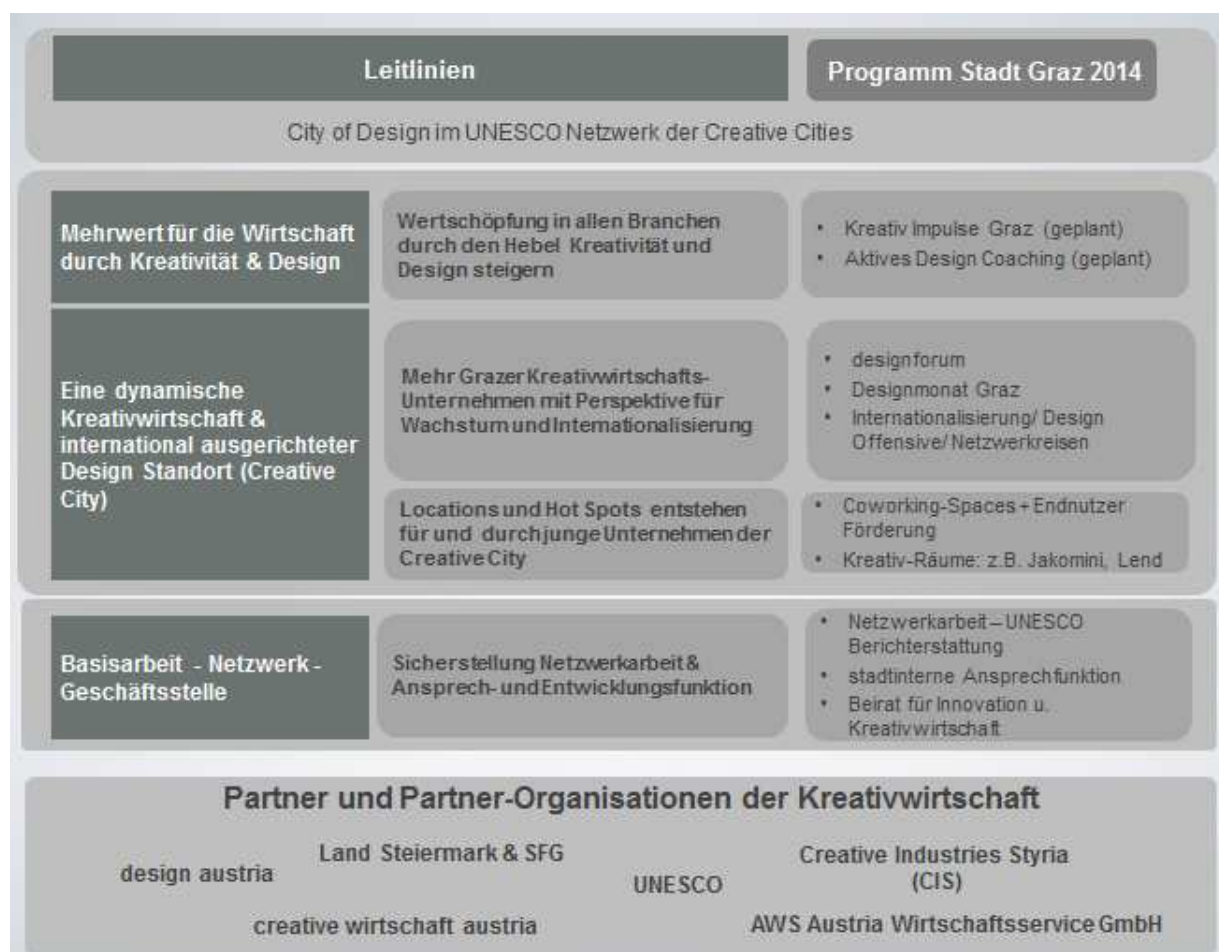 Leitlinien
Programm Stadt Graz 2014
City of Design im UNESCO Netzwerk der Creative Cities
Mehrwert für die Wirtschaft
durch Kreativität & Design
Wertschöpfung in allen Branchen
durch den Hebel Kreativität und
Design steigern
• Kreativ Impulse Graz (geplant)
• Aktives Design Coaching (geplant)
Eine dynamische
Kreativwirtschaft &
international ausgerichteter
Design Standort (Creative
City)
Mehr Grazer Kreativwirtschafts-
Unternehmen mit Perspektive für
Wachstum und Internationalisierung
• designforum
• Designmonat Graz
• Internationalisierung/ Design
Offensive/ Netzwerkreisen
Locations und Hot Spots entstehen
für und durch junge Unternehmen der
Creative City
• Coworking-Spaces + Endnutzer
Förderung
• Kreativ-Räume: z.B. Jakomini, Lend
Basisarbeit - Netzwerk -
Geschäftsstelle
Sicherstellung Netzwerkarbeit &
Ansprech- und Entwicklungsfunktion
• Netzwerkarbeit – UNESCO
Berichterstattung
• stadtinterne Ansprechfunktion
• Beirat für Innovation u.
Kreativwirtschaft
Partner und Partner-Organisationen der Kreativwirtschaft
design austria
Land Steiermark & SFG
UNESCO
Creative Industries Styria
(CIS)
creative wirtschaft austria
AWS Austria Wirtschaftsservice GmbH